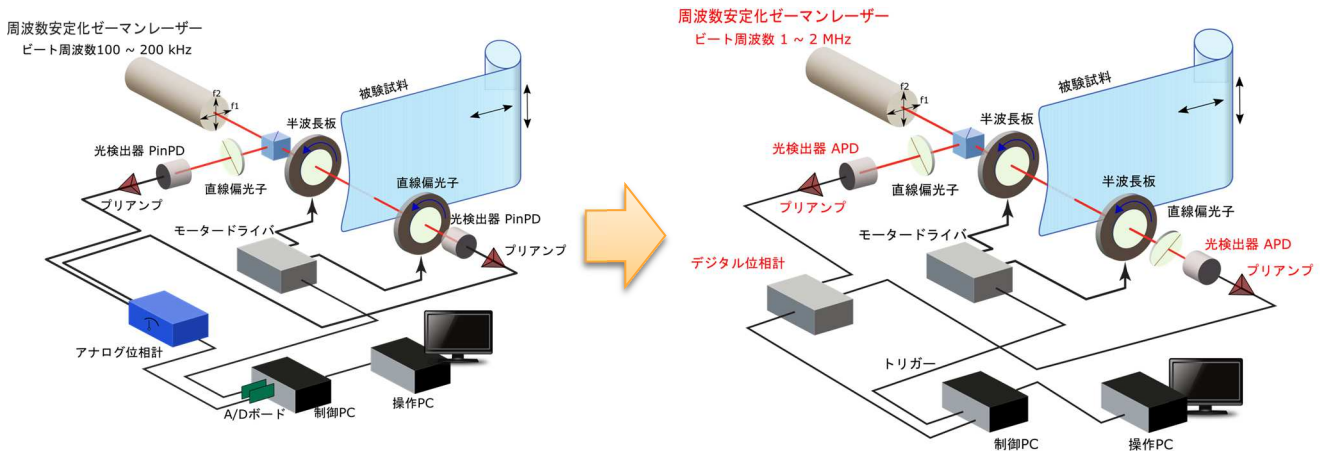 周波数安定化ゼーマンレーザー
ビート周波数100 ~ 200 kHz
f2
f1
被験試料
半波長板
光検出器 PinPD
直線偏光子
直線偏光子
プリアンプ
光検出器 PinPD
モータードライバ
プリアンプ
アナログ位相計
A/Dボード
制御PC
操作PC
周波数安定化ゼーマンレーザー
ビート周波数 1 ~ 2 MHz
f2
f1
被験試料
半波長板
光検出器 APD
直線偏光子
半波長板
プリアンプ
直線偏光子
モータードライバ
光検出器 APD
デジタル位相計
プリアンプ
トリガー
制御PC
操作PC